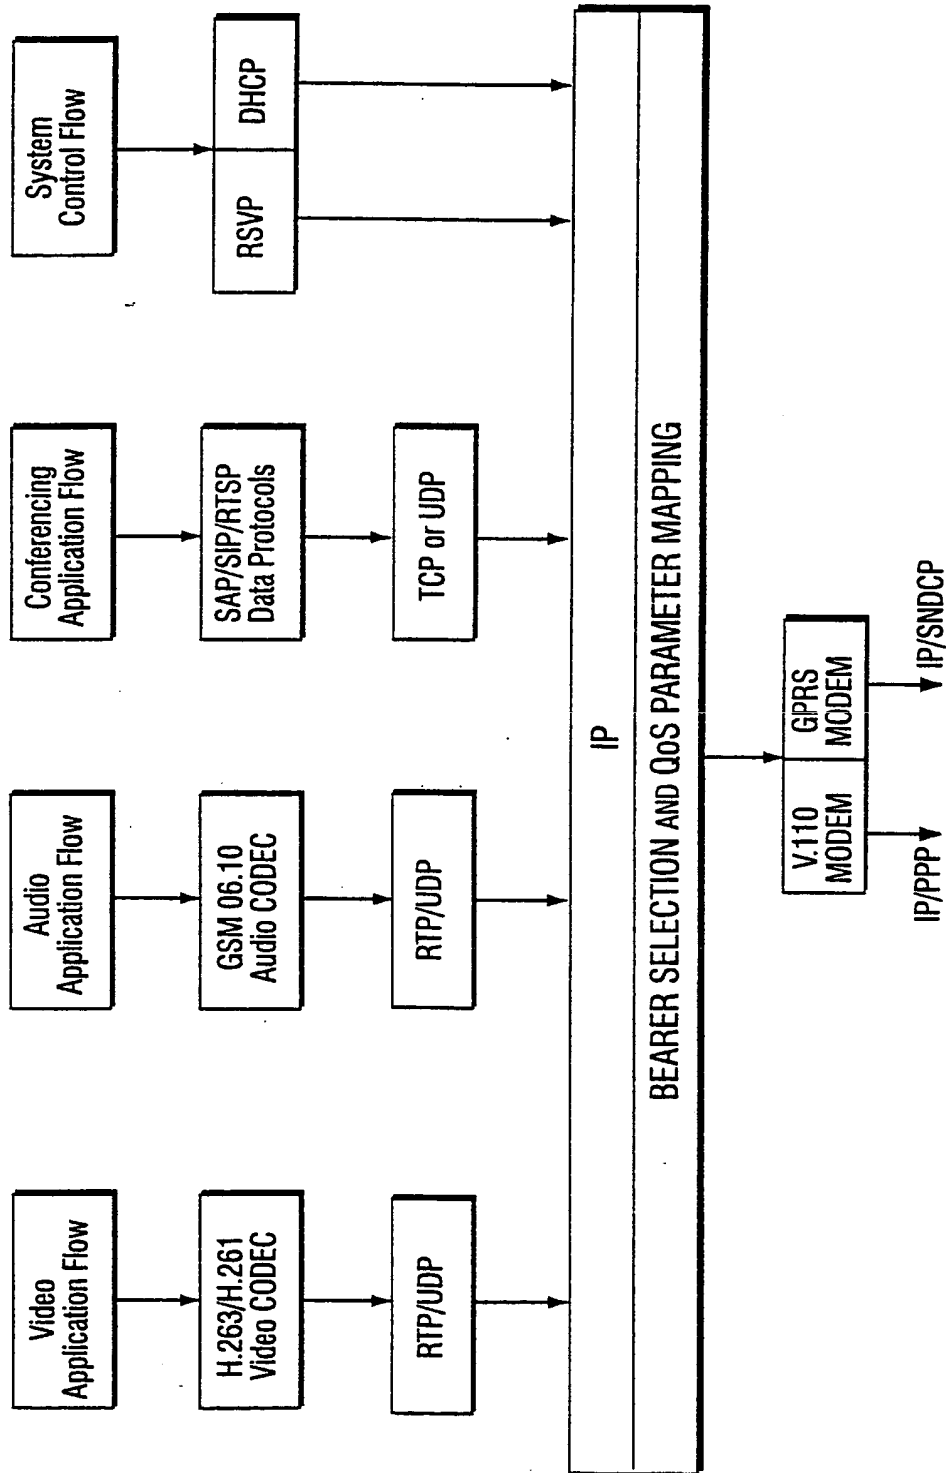 Video
Application Flow
H.263/H.261
Video CODEC
RTP/UDP
Audio
Application Flow
GSM 06.10
Audio CODEC
RTP/UDP
Conferencing
Application Flow
SAP/SIP/RTSP
Data Protocols
TCP or UDP
System
Control Flow
RSVP
DHCP
IP
BEARER SELECTION AND QoS PARAMETER MAPPING
V.110
MODEM
GPRS
MODEM
IP/PPP
IP/SNDCP